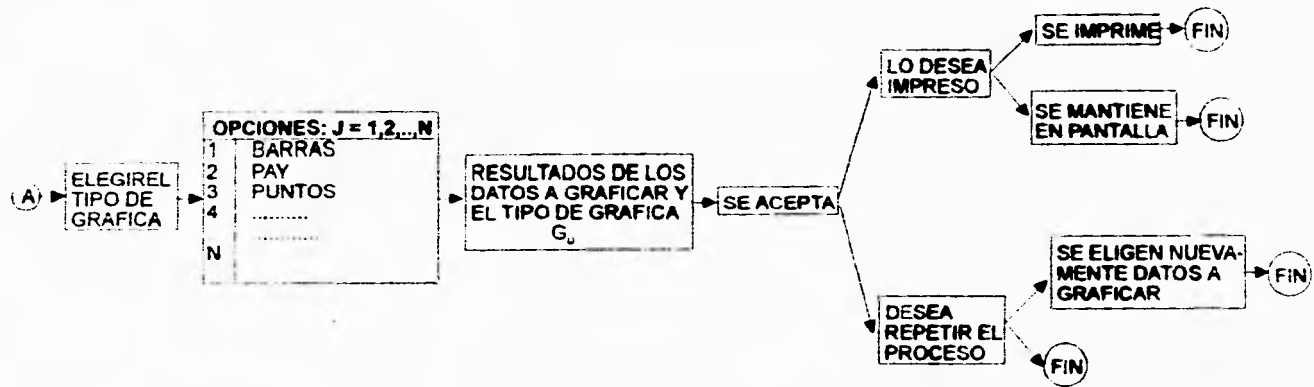 A
ELEGIREL
TIPO DE
GRAFICA
OPCIONES: J = 1,2,..,N
1 BARRAS
2 PAY
3 PUNTOS
4 .........
...........
N
RESULTADOS DE LOS
DATOS A GRAFICAR Y
EL TIPO DE GRAFICA
SE ACEPTA
LO DESEA
IMPRESO
SE IMPRIME
FIN
SE MANTIENE
EN PANTALLA
FIN
DESEA
REPETIR EL
PROCESO
SE ELIGEN NUEVA-
MENTE DATOS A
GRAFICAR
FIN
FIN